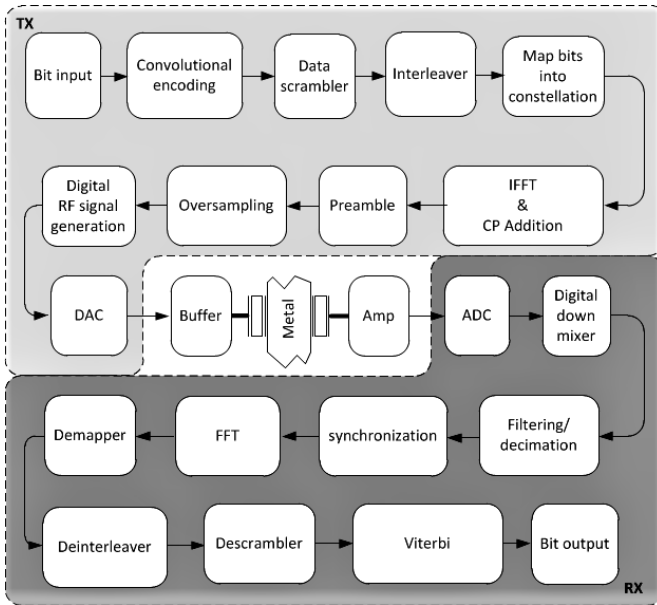 TX
Bit input
Convolutional
encoding
Data
scrambler
Interleaver
Map bits
into
constellation
Digital
RF signal
generation
Oversampling
Preamble
IFFT
&
CP Addition
DAC
Buffer
Metal
Amp
ADC
Digital
down
mixer
Demapper
FFT
synchronization
Filtering/
decimation
Deinterleaver
Descrambler
Viterbi
Bit output
RX